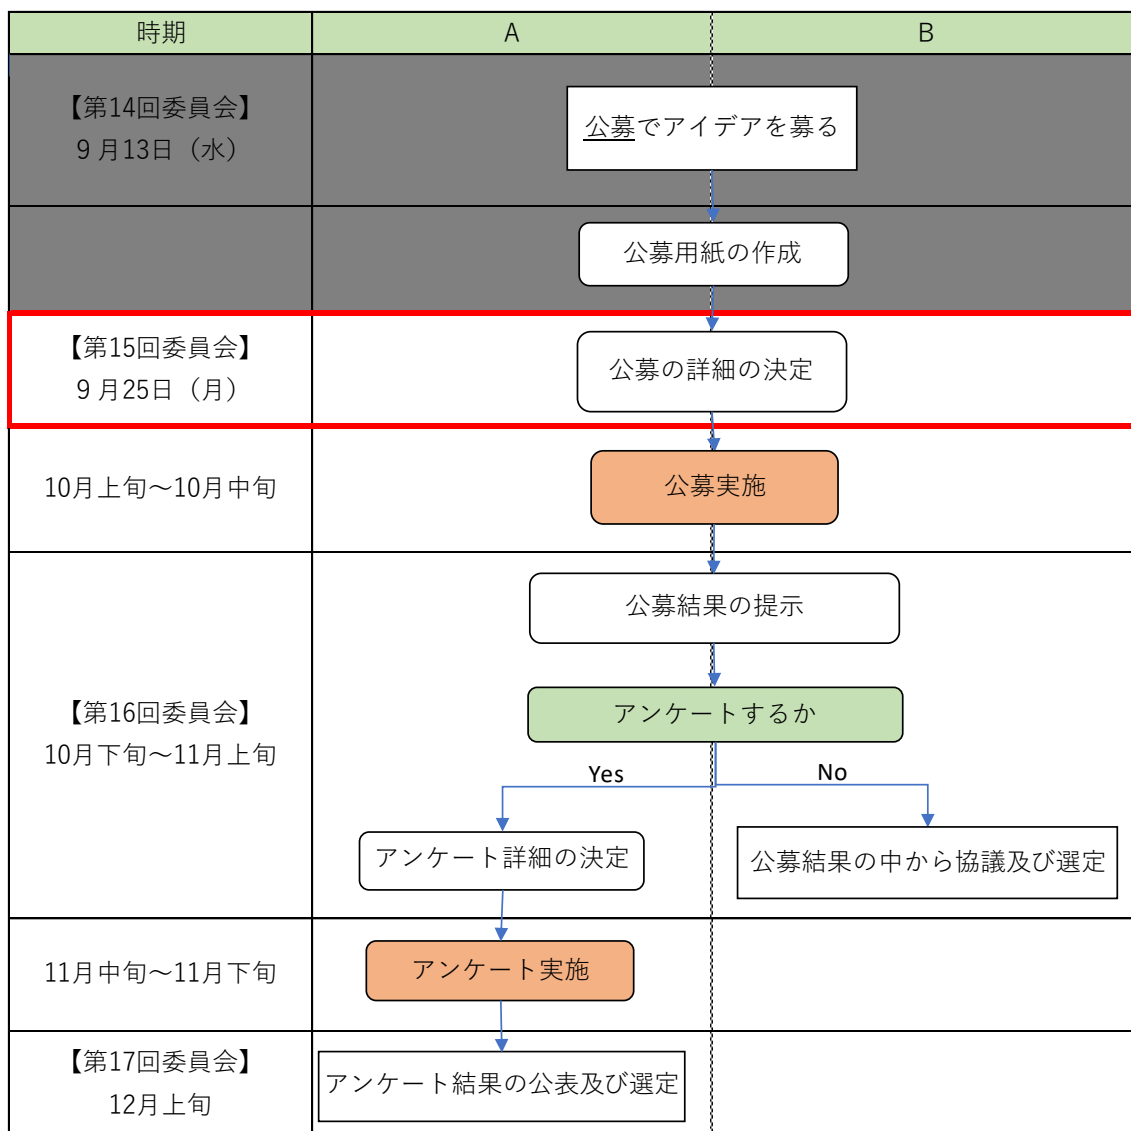 時期
A
B
【第14回委員会】
9月13日（水）
公募でアイデアを募る
公募用紙の作成
【第15回委員会】
9月25日（月）
公募の詳細の決定
10月上旬～10月中旬
公募実施
【第16回委員会】
10月下旬～11月上旬
公募結果の提示
アンケートするか
Yes
No
アンケート詳細の決定
公募結果の中から協議及び選定
11月中旬～11月下旬
アンケート実施
【第17回委員会】
12月上旬
アンケート結果の公表及び選定